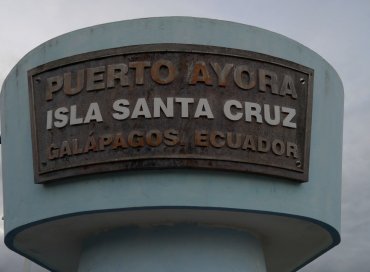 PUERTO AYORA
ISLA SANTA CRUZ
GALÁPAGOS, ECUADOR